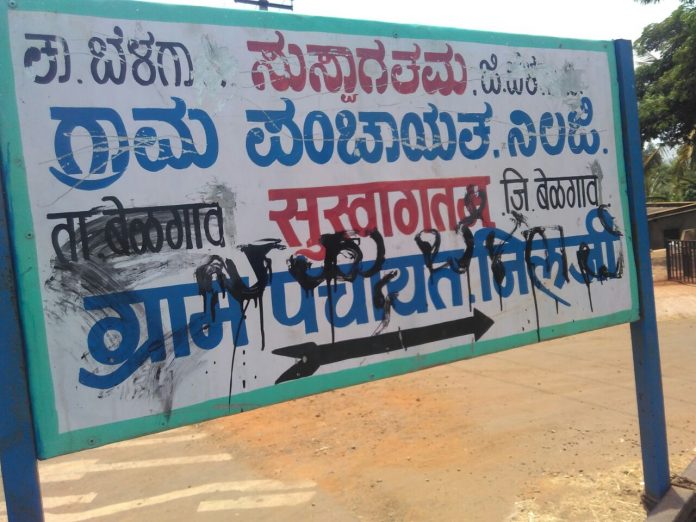 ತಾ. ಬೆಳಗಾ ಸುಸ್ವಾಗತಮ ಜಿ.
ಗ್ರಾಮ ಪಂಚಾಯತ. ನಿಲಜಿ.
ता. बेळगाव सुस्वागतम जि. बेळगाव
ग्राम पंचायत. निलजी